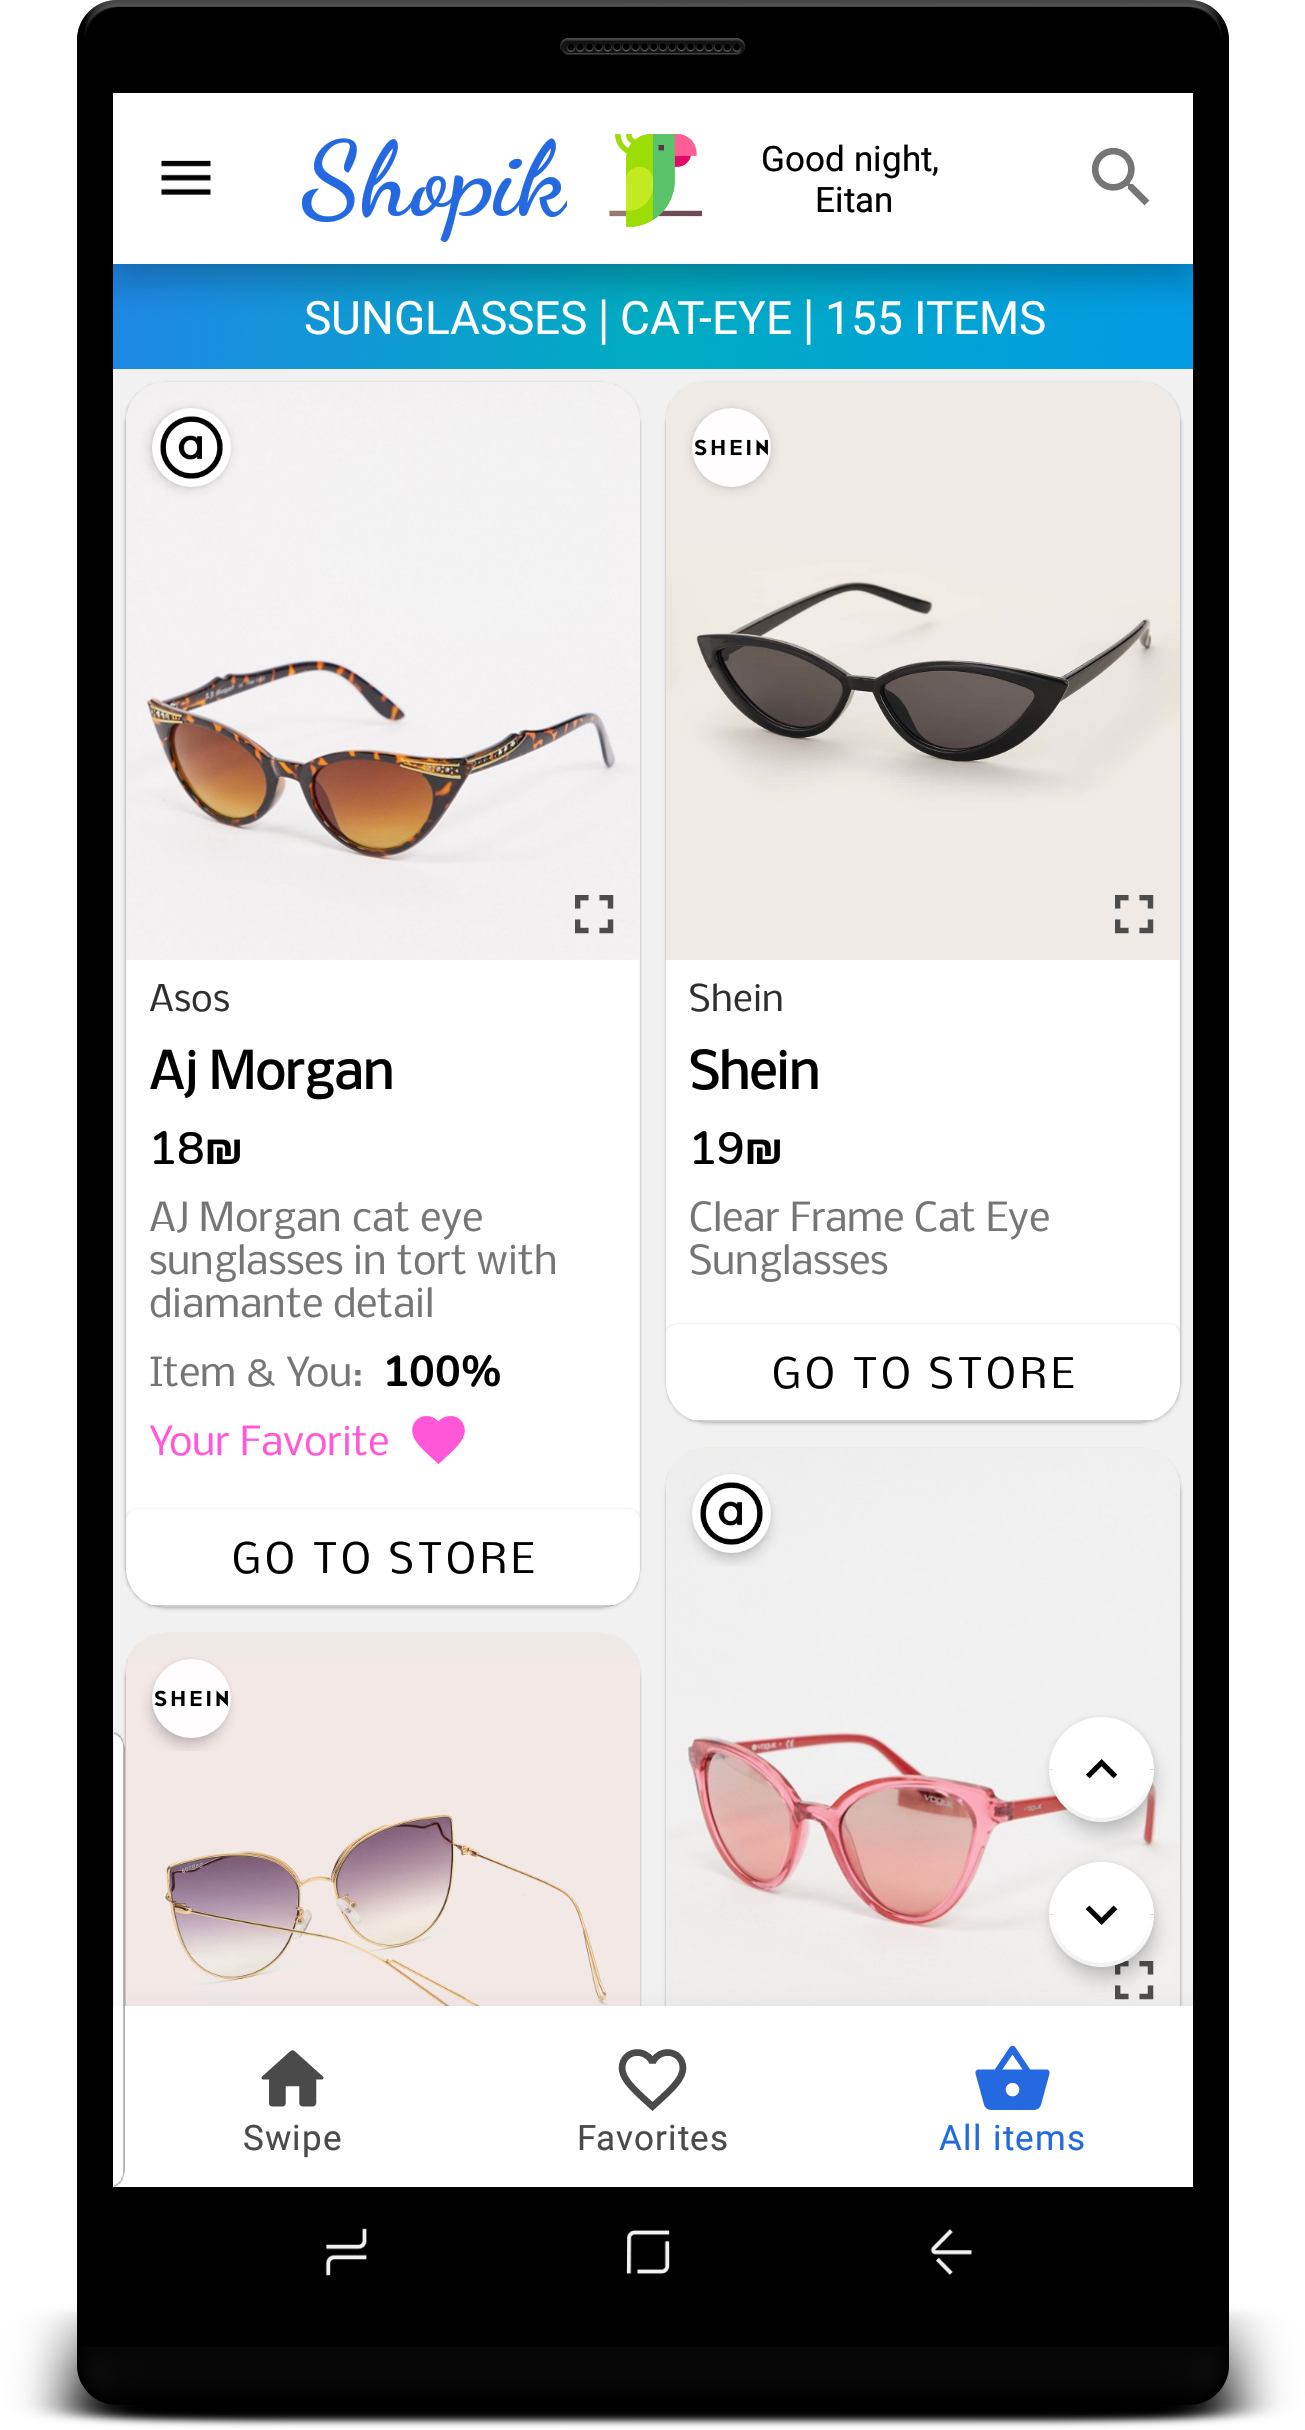 Shopik
Good night,
Eitan
SUNGLASSES | CAT-EYE | 155 ITEMS
a
SHEIN
Asos
Aj Morgan
18₪
AJ Morgan cat eye
sunglasses in tort with
diamante detail
Item & You: 100%
Your Favorite
GO TO STORE
Shein
Shein
19₪
Clear Frame Cat Eye
Sunglasses
GO TO STORE
SHEIN
a
VOGUE
Swipe
Favorites
All items